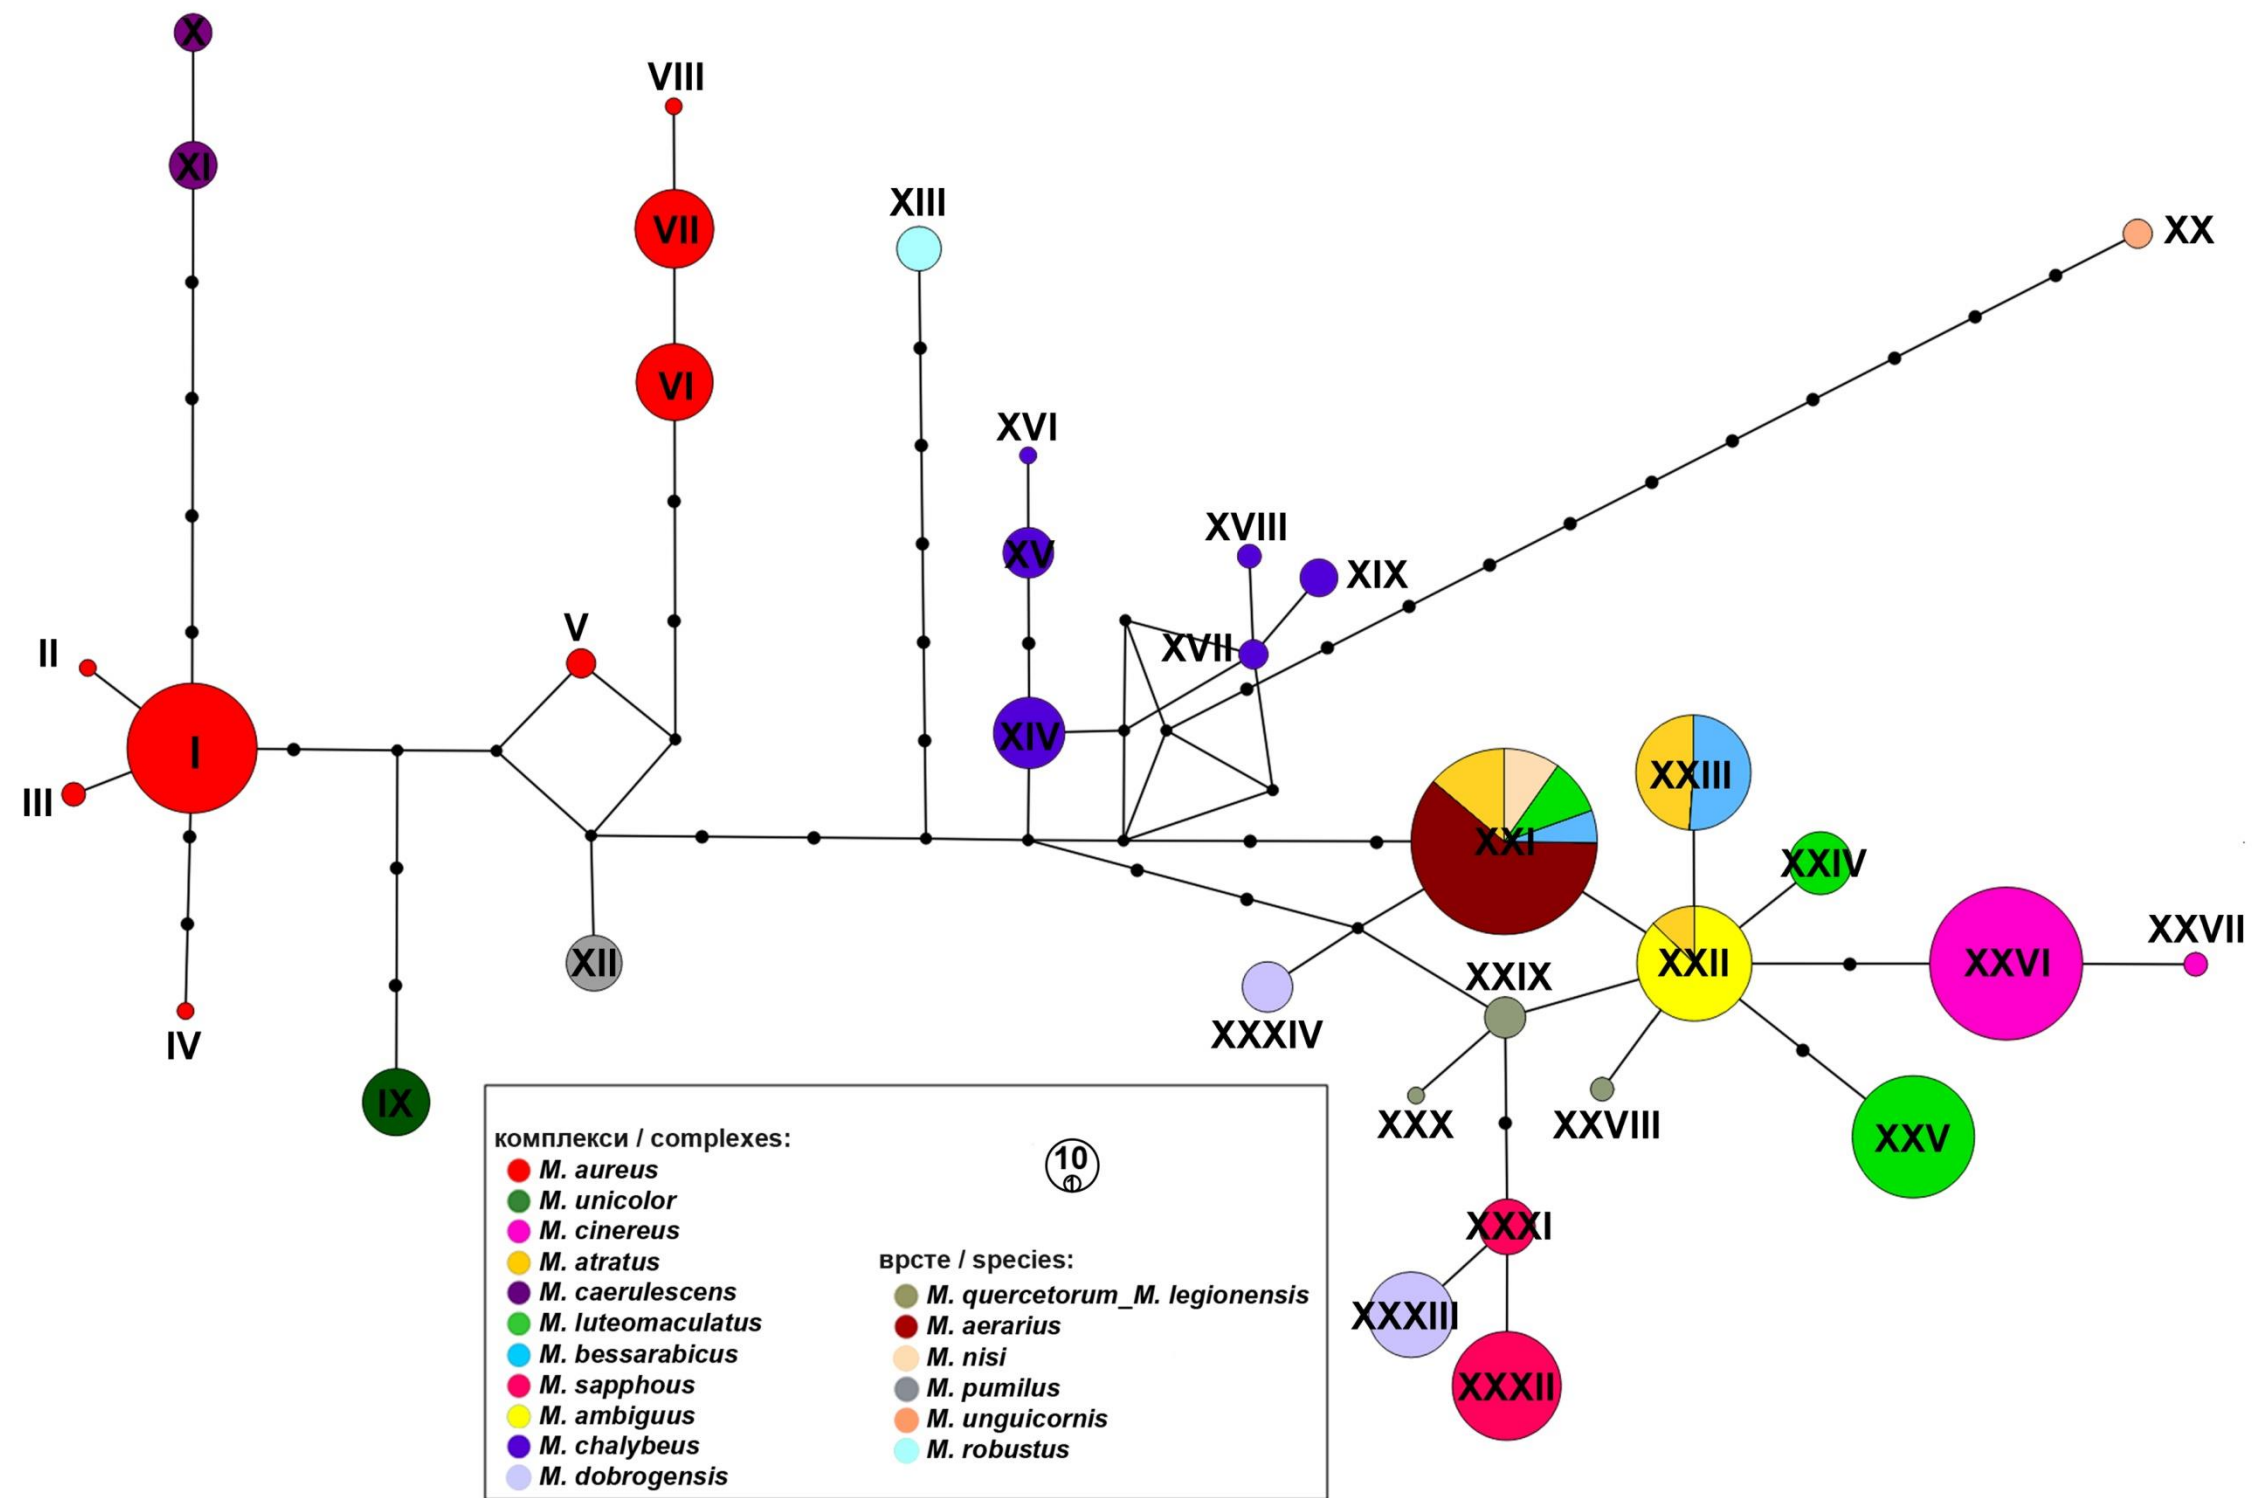 X
VIII
XI
XIII
XX
VII
VI
XVI
XVIII
XV
XIX
V
XVII
II
I
XIV
III
XXIII
XXI
XXIV
XXVII
XII
XXIX
XXII
XXVI
XXXIV
IV
IX
XXX
XXVIII
XXV
XXXI
XXXIII
XXXII
комплекси / complexes:
M. aureus
M. unicolor
M. cinereus
M. atratus
M. caerulescens
M. luteomaculatus
M. bessarabicus
M. sapphous
M. ambiguus
M. chalybeus
M. dobrogensis
10
1
врсте / species:
M. quercetorum_M. legionensis
M. aerarius
M. nisi
M. pumilus
M. unguicornis
M. robustus